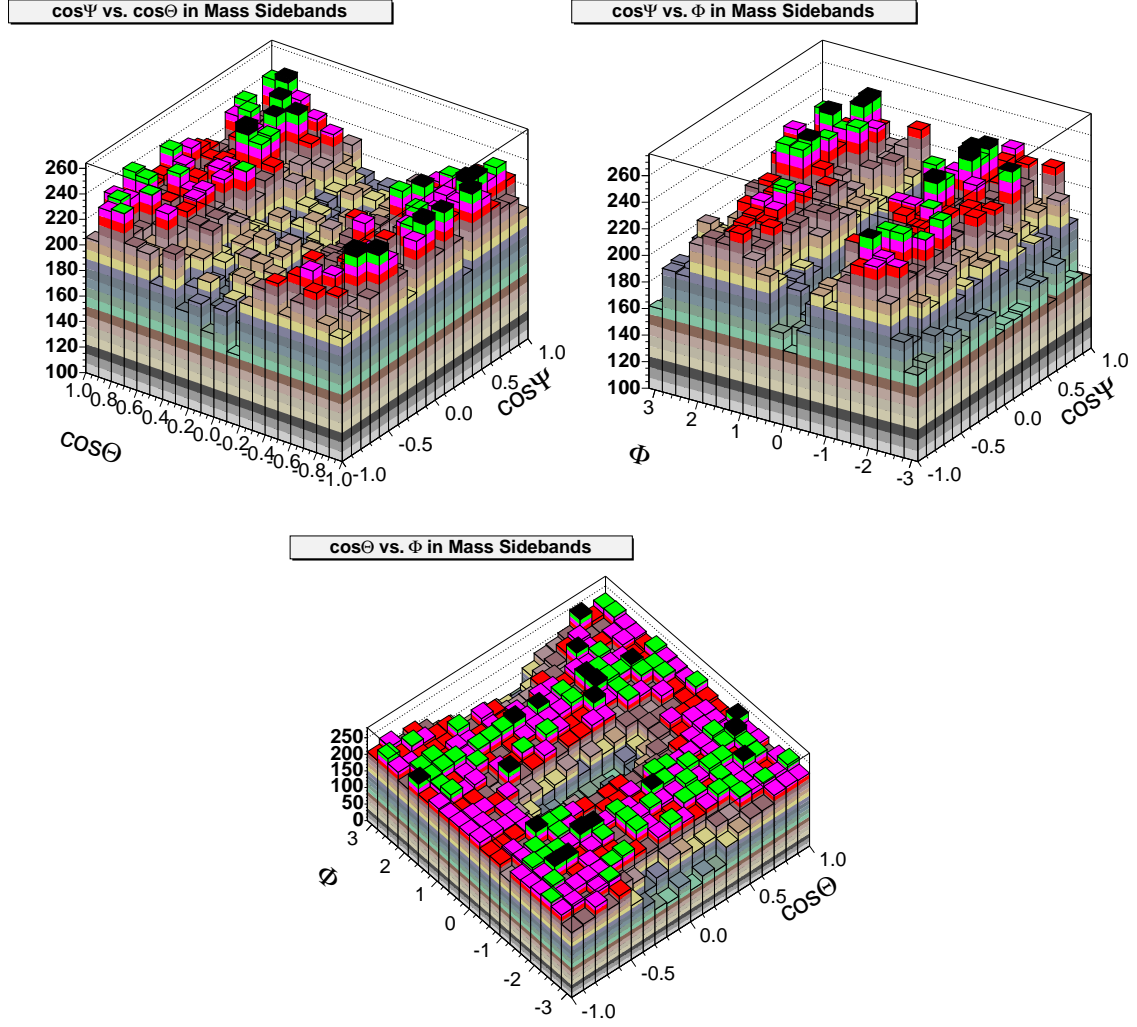 cosΨ vs. cosΘ in Mass Sidebands
260
240
220
200
180
160
140
120
100
1.0 0.8 0.6 0.4 0.2 0.0 -0.2 -0.4 -0.6 -0.8 -1.0
cosΘ
-1.0 -0.5 0.0 0.5 1.0
cosΨ
cosΨ vs. Φ in Mass Sidebands
260
240
220
200
180
160
140
120
100
3 2 1 0 -1 -2 -3
Φ
-1.0 -0.5 0.0 0.5 1.0
cosΨ
cosΘ vs. Φ in Mass Sidebands
250
200
150
100
50
0
3 2 1 0 -1 -2 -3
Φ
-1.0 -0.5 0.0 0.5 1.0
cosΘ